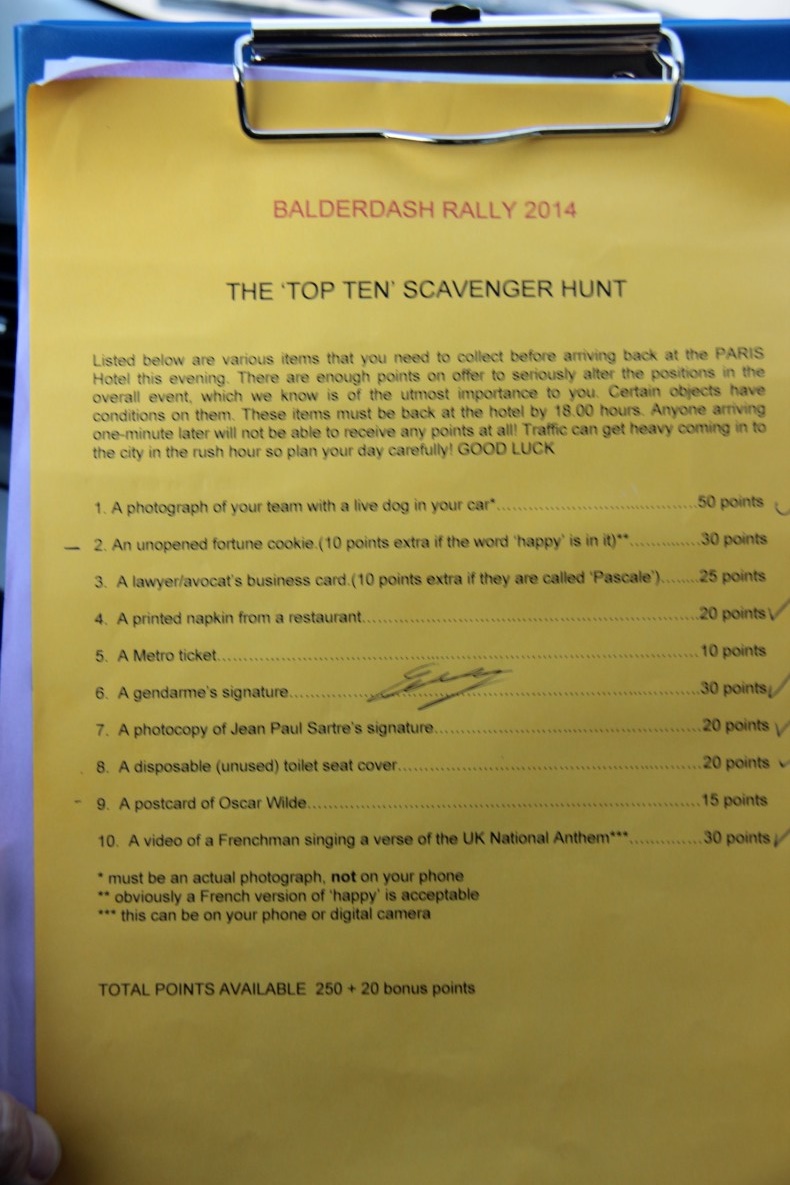 BALDERDASH RALLY 2014
THE ‘TOP TEN’ SCAVENGER HUNT
Listed below are various items that you need to collect before arriving back at the PARIS
Hotel this evening. There are enough points on offer to seriously alter the positions in the
overall event, which we know is of the utmost importance to you. Certain objects have
conditions on them. These items must be back at the hotel by 18.00 hours. Anyone arriving
one-minute later will not be able to receive any points at all! Traffic can get heavy coming in to
the city in the rush hour so plan your day carefully! GOOD LUCK
1. A photograph of your team with a live dog in your car*.....................................50 points
2. An unopened fortune cookie.(10 points extra if the word ‘happy’ is in it)**.............30 points
3. A lawyer/avocat's business card.(10 points extra if they are called ‘Pascale’).......25 points
4. A printed napkin from a restaurant...............................................................20 points
5. A Metro ticket............................................................................................10 points
6. A gendarme's signature..............................................................................30 points
7. A photocopy of Jean Paul Sartre's signature..................................................20 points
8. A disposable (unused) toilet seat cover.........................................................20 points
9. A postcard of Oscar Wilde...........................................................................15 points
10. A video of a Frenchman singing a verse of the UK National Anthem***..............30 points
* must be an actual photograph, not on your phone
** obviously a French version of ‘happy’ is acceptable
*** this can be on your phone or digital camera
TOTAL POINTS AVAILABLE 250 + 20 bonus points